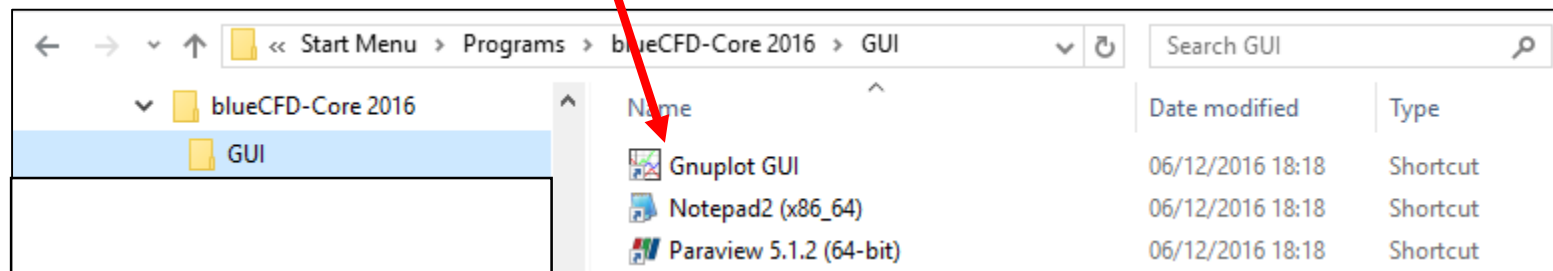 « Start Menu > Programs > blueCFD-Core 2016 > GUI
Search GUI
blueCFD-Core 2016
GUI
Name Date modified Type
Gnuplot GUI 06/12/2016 18:18 Shortcut
Notepad2 (x86_64) 06/12/2016 18:18 Shortcut
Paraview 5.1.2 (64-bit) 06/12/2016 18:18 Shortcut